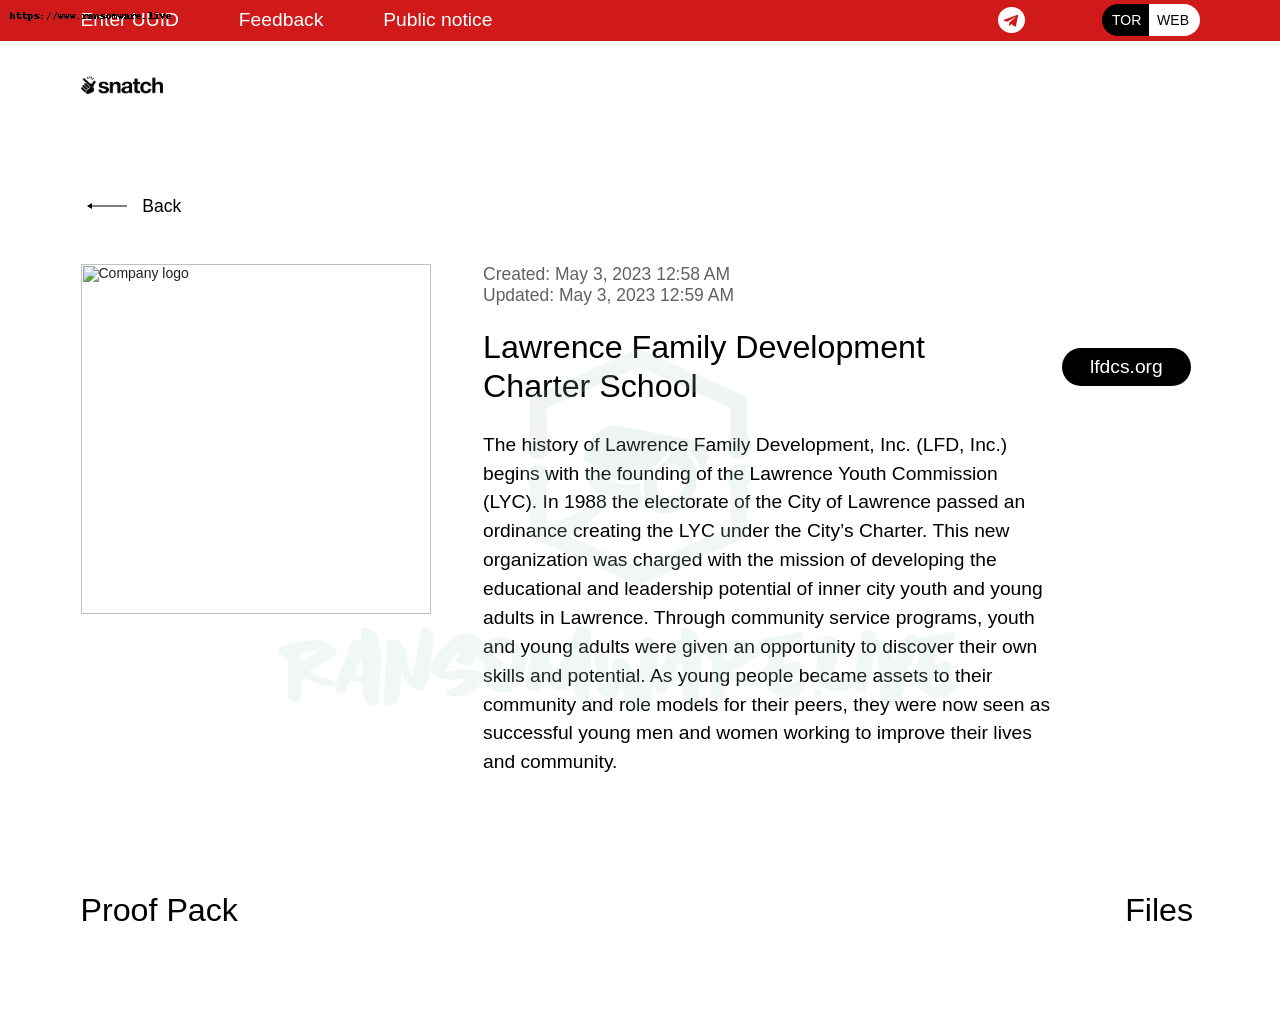 https://www.ransomware.live
Enter UUID
Feedback
Public notice
TOR
WEB
snatch
Back
Company logo
Created: May 3, 2023 12:58 AM
Updated: May 3, 2023 12:59 AM
Lawrence Family Development
Charter School
lfdcs.org
The history of Lawrence Family Development, Inc. (LFD, Inc.)
begins with the founding of the Lawrence Youth Commission
(LYC). In 1988 the electorate of the City of Lawrence passed an
ordinance creating the LYC under the City’s Charter. This new
organization was charged with the mission of developing the
educational and leadership potential of inner city youth and young
adults in Lawrence. Through community service programs, youth
and young adults were given an opportunity to discover their own
skills and potential. As young people became assets to their
community and role models for their peers, they were now seen as
successful young men and women working to improve their lives
and community.
RANSOMWARE.LIVE
Proof Pack
Files